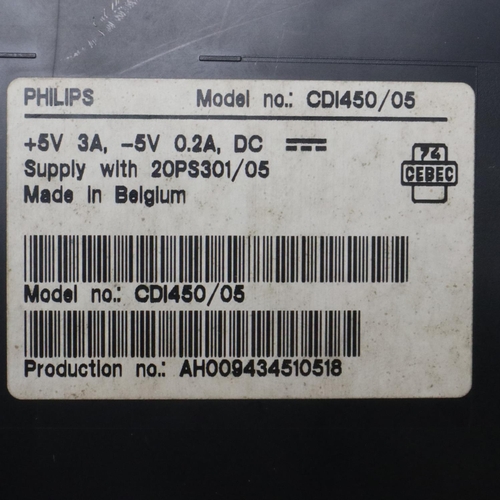 PHILIPS Model no.: CDI450/05
+5V 3A, -5V 0.2A, DC
Supply with 20PS301/05
Made in Belgium
74
CEBEC
Model no.: CDI450/05
Production no.: AH009434510518